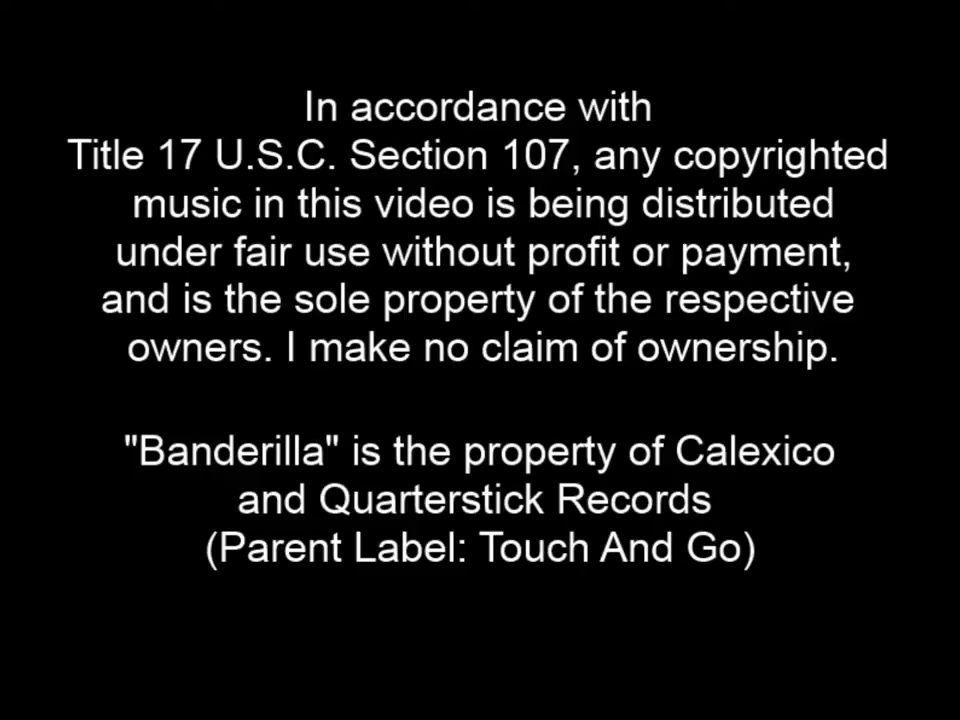 In accordance with
Title 17 U.S.C. Section 107, any copyrighted
music in this video is being distributed
under fair use without profit or payment,
and is the sole property of the respective
owners. I make no claim of ownership.
"Banderilla" is the property of Calexico
and Quarterstick Records
(Parent Label: Touch And Go)